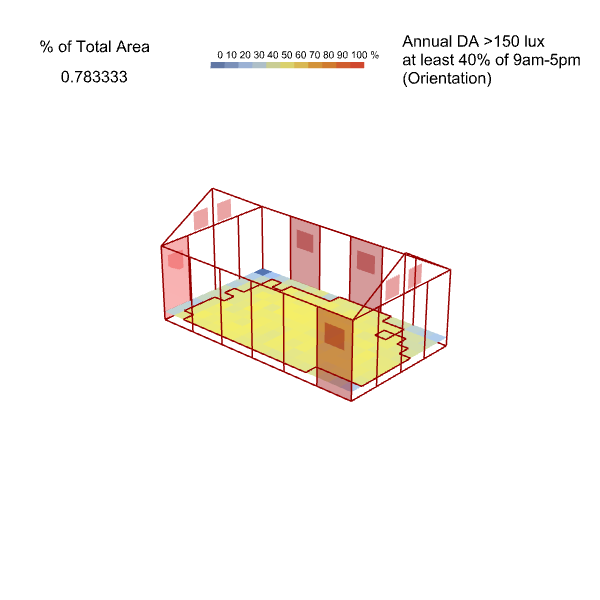 % of Total Area
0.783333
0 10 20 30 40 50 60 70 80 90 100 %
Annual DA >150 lux
at least 40% of 9am-5pm
(Orientation)